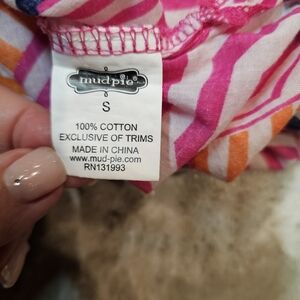 mudpie®
S
100% COTTON
EXCLUSIVE OF TRIMS
MADE IN CHINA
www.mud-pie.com
RN131993